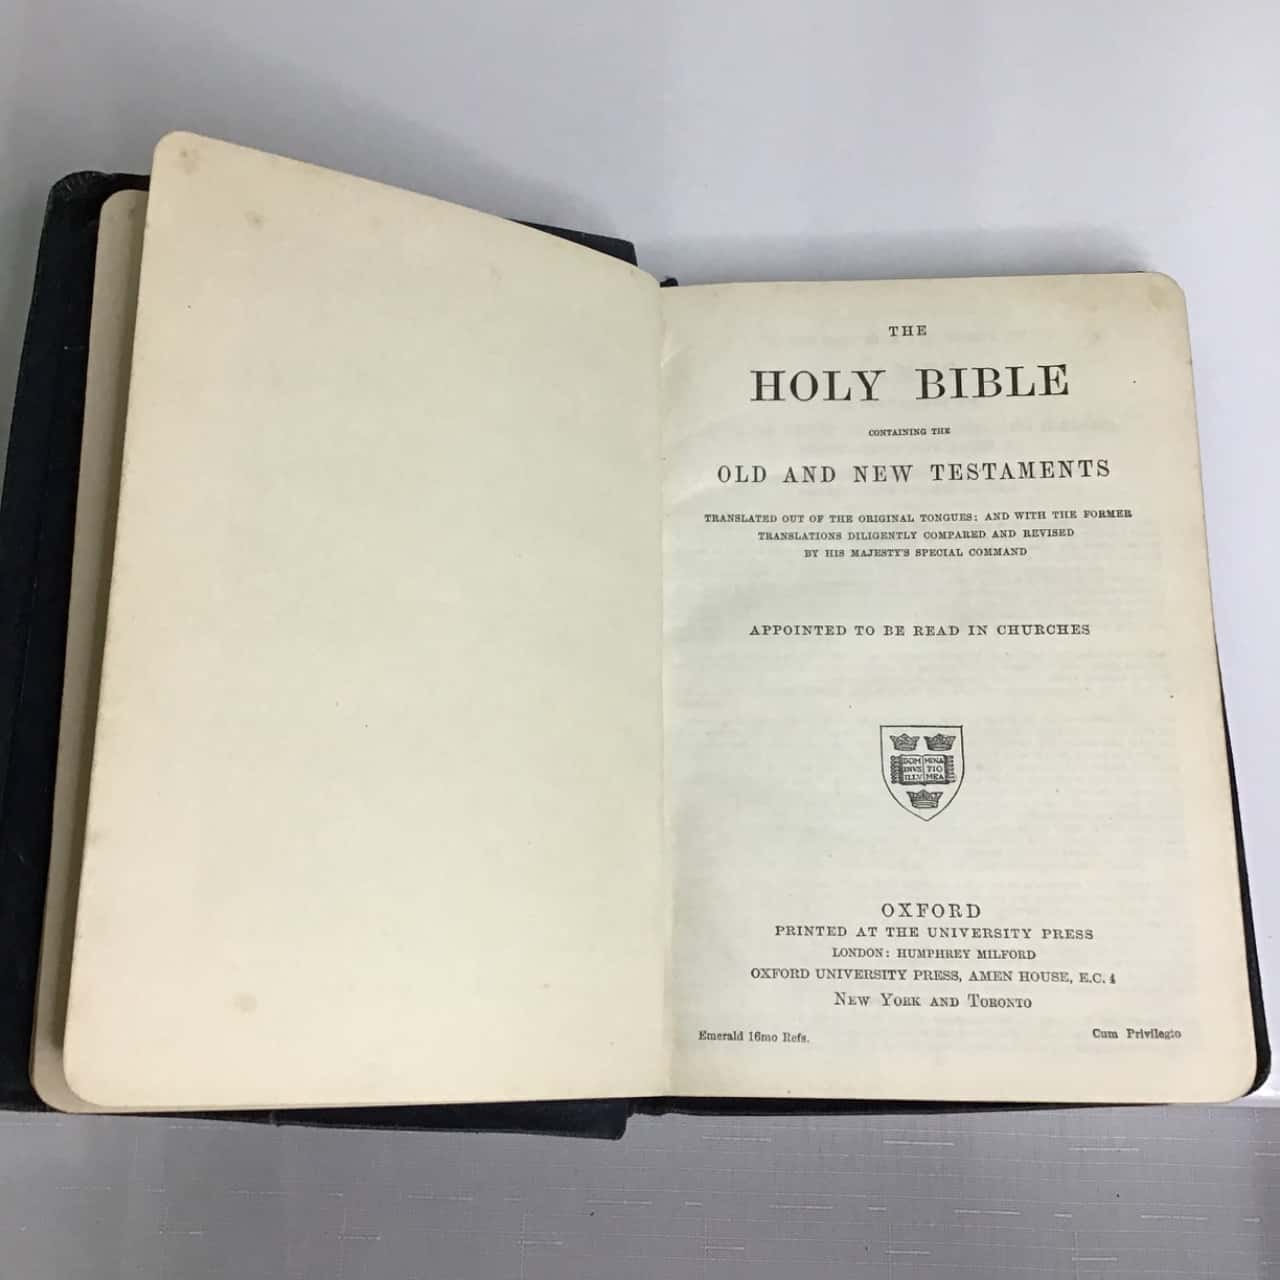 THE
HOLY BIBLE
CONTAINING THE
OLD AND NEW TESTAMENTS
TRANSLATED OUT OF THE ORIGINAL TONGUES: AND WITH THE FORMER
TRANSLATIONS DILIGENTLY COMPARED AND REVISED
BY HIS MAJESTY'S SPECIAL COMMAND
APPOINTED TO BE READ IN CHURCHES
DOM MINA
INVS TIO
ILLV MEA
OXFORD
PRINTED AT THE UNIVERSITY PRESS
LONDON: HUMPHREY MILFORD
OXFORD UNIVERSITY PRESS, AMEN HOUSE, E.C. 4
NEW YORK AND TORONTO
Emerald 16mo Refs. Cum Privilegio